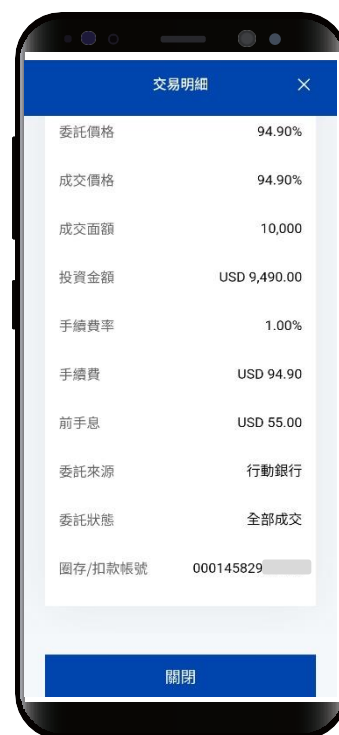 交易明細
委託價格 94.90%
成交價格 94.90%
成交面額 10,000
投資金額 USD 9,490.00
手續費率 1.00%
手續費 USD 94.90
前手息 USD 55.00
委託來源 行動銀行
委託狀態 全部成交
圈存/扣款帳號 000145829
關閉